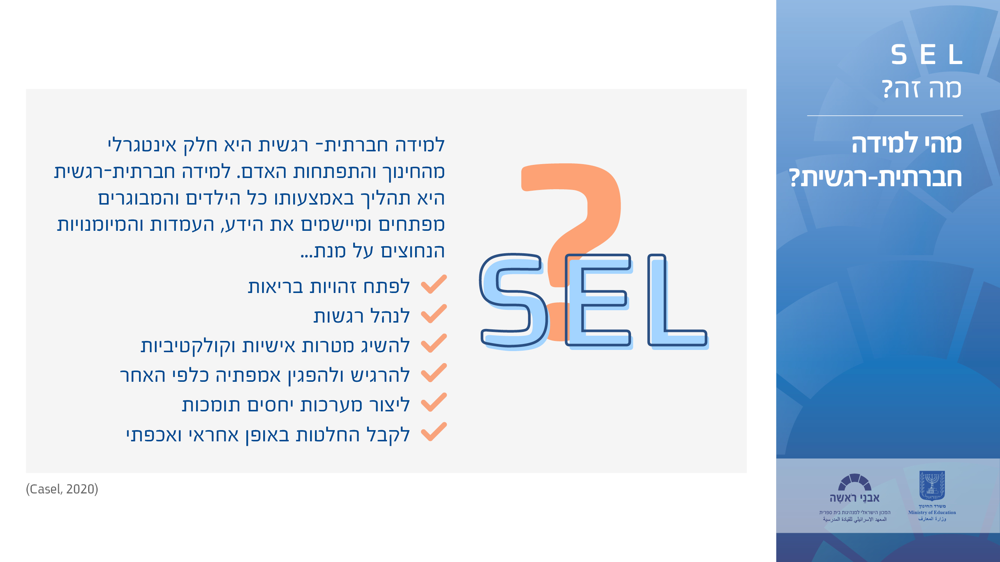 SEL
מה זה?
מהי למידה
חברתית-רגשית?
למידה חברתית- רגשית היא חלק אינטגרלי
מהחינוך והתפתחות האדם. למידה חברתית-רגשית
היא תהליך באמצעותו כל הילדים והמבוגרים
מפתחים ומיישמים את הידע, העמדות והמיומנויות
הנחוצים על מנת...
לפתח זהויות בריאות
לנהל רגשות
להשיג מטרות אישיות וקולקטיביות
להרגיש ולהפגין אמפתיה כלפי האחר
ליצור מערכות יחסים תומכות
לקבל החלטות באופן אחראי ואכפתי
?
SEL
(Casel, 2020)
משרד החינוך
Ministry of Education
وزارة المعارف
אבני ראשה
המכון הישראלי למנהיגות בית ספרית
المعهد الاسرائيلي للقيادة المدرسية